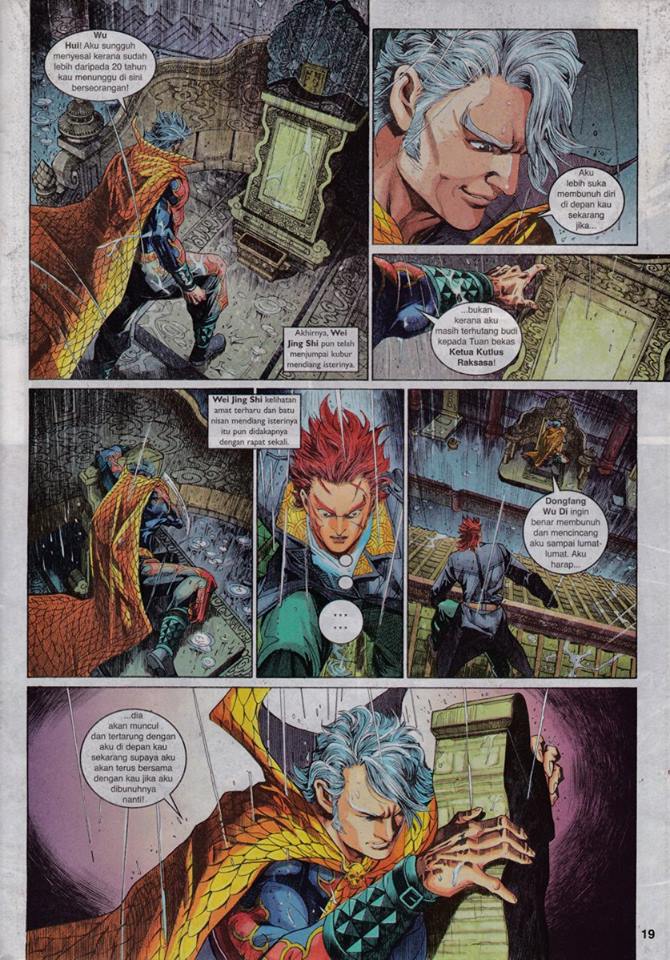 Wu
Hui! Aku sungguh
menyesal kerana sudah
lebih daripada 20 tahun
kau menunggu di sini
berseorangan!
Akhirnya, Wei
Jing Shi pun telah
menjumpai kubur
mendiang isterinya.
Aku
lebih suka
membunuh diri
di depan kau
sekarang
jika...
...bukan
kerana aku
masih terhutang budi
kepada Tuan bekas
Ketua Kutlus
Raksasa!
Wei Jing Shi kelihatan
amat terharu dan batu
nisan mendiang isterinya
itu pun didakapnya
dengan rapat sekali.
...
...
Dongfang
Wu Di ingin
benar membunuh
dan mencincang
aku sampai lumat-
lumat. Aku
harap...
...dia
akan muncul
dan tertarung dengan
aku di depan kau
sekarang supaya aku
akan terus bersama
dengan kau jika aku
dibunuhnya
nanti!
19